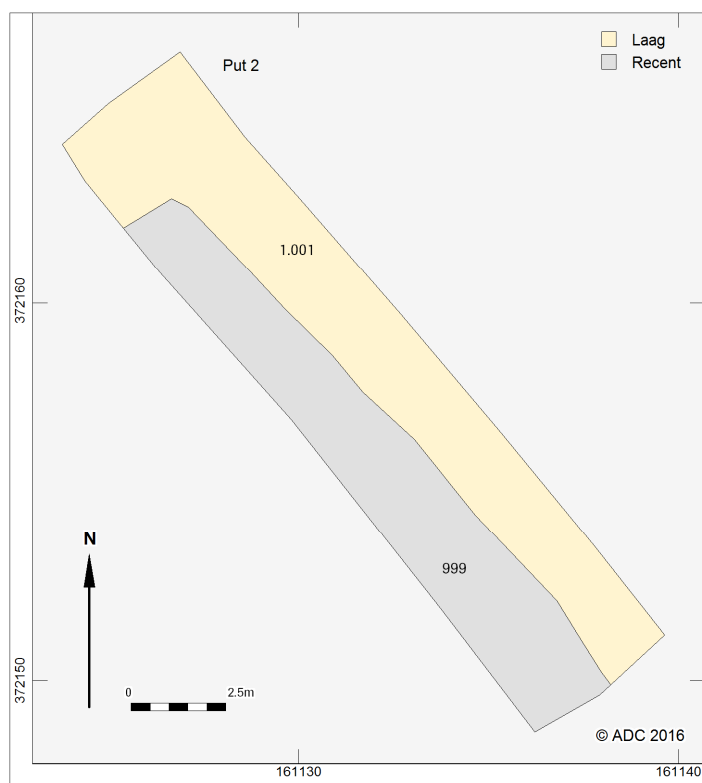 Put 2
Laag
Recent
1.001
372160
999
N
0 2.5m
372150
© ADC 2016
161130 161140